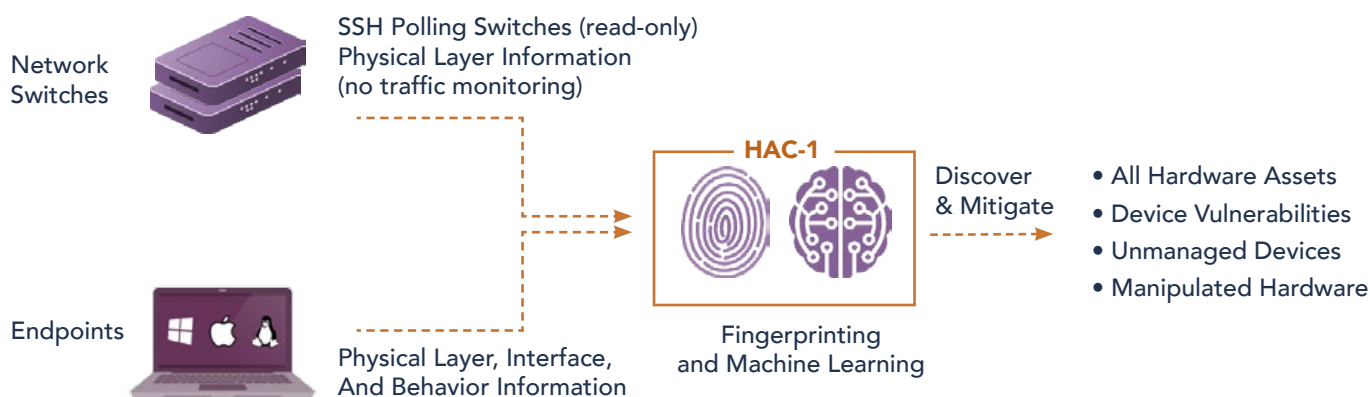 Network
Switches
SSH Polling Switches (read-only)
Physical Layer Information
(no traffic monitoring)
HAC-1
Discover
& Mitigate
• All Hardware Assets
• Device Vulnerabilities
• Unmanaged Devices
• Manipulated Hardware
Endpoints
Physical Layer, Interface,
And Behavior Information
Fingerprinting
and Machine Learning